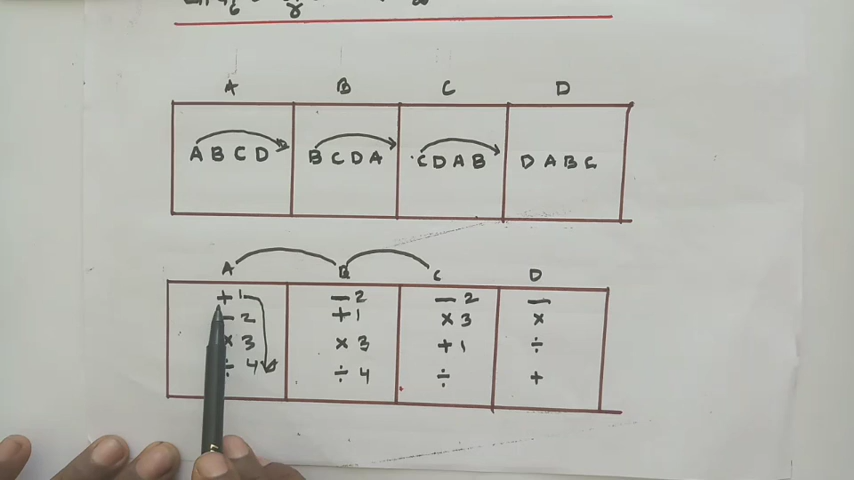 A B C D
A B C D B C D A C D A B D A B C
A B C D
+ 1 — 2 — 2 —
— 2 + 1 × 3 ×
× 3 × 3 + 1 ÷
÷ 4 ÷ 4 ÷ +